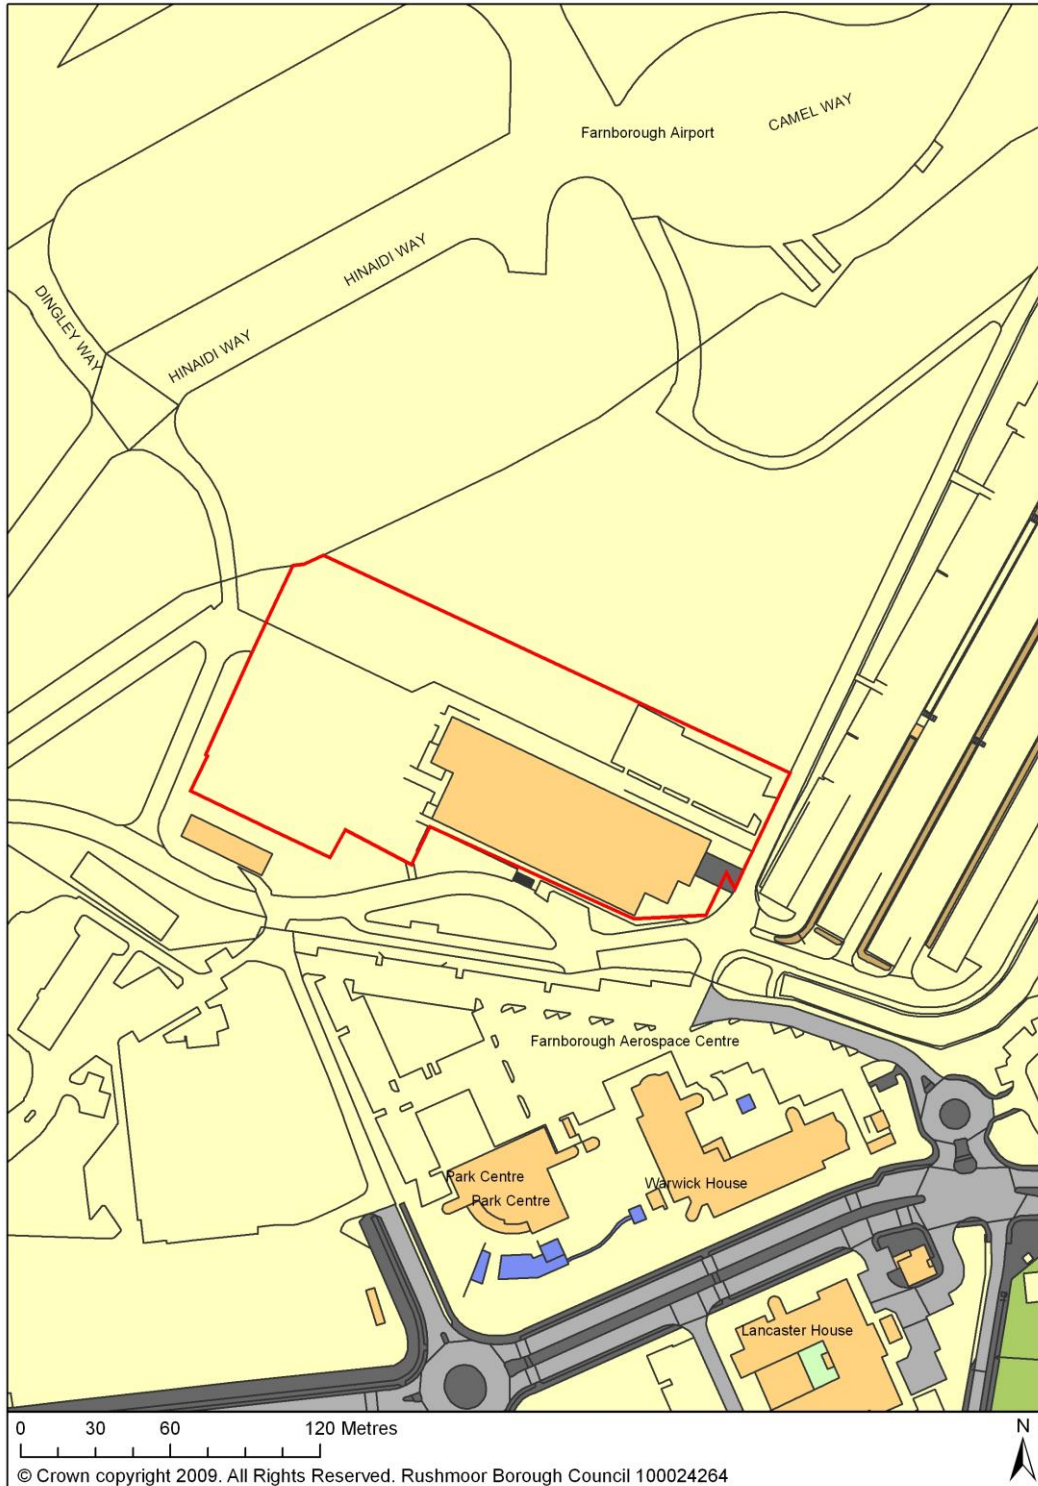 CAMEL WAY
Farnborough Airport
HINAIDI WAY
DINGLEY WAY
HINAIDI WAY
Farnborough Aerospace Centre
Park Centre
Warwick House
Park Centre
Lancaster House
0 30 60 120 Metres
N
© Crown copyright 2009. All Rights Reserved. Rushmoor Borough Council 100024264